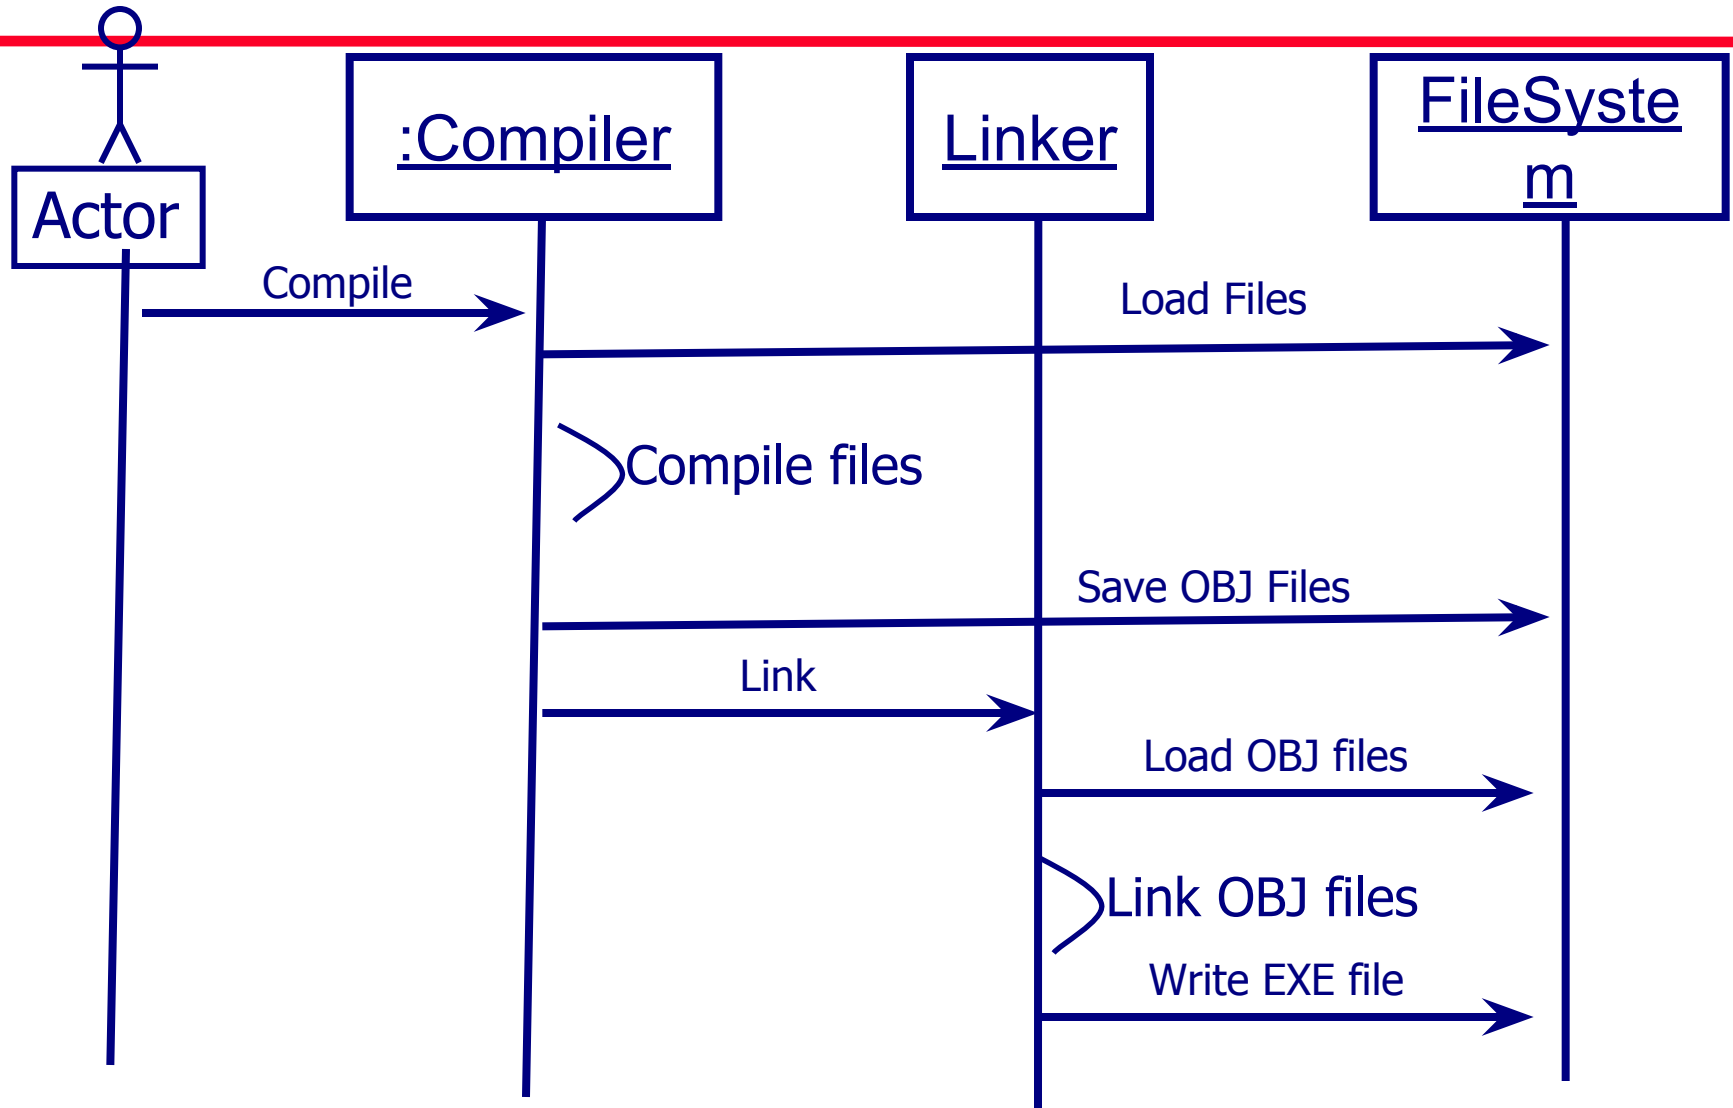 Actor
:Compiler
Linker
FileSyste
m
Compile
Load Files
Compile files
Save OBJ Files
Link
Load OBJ files
Link OBJ files
Write EXE file